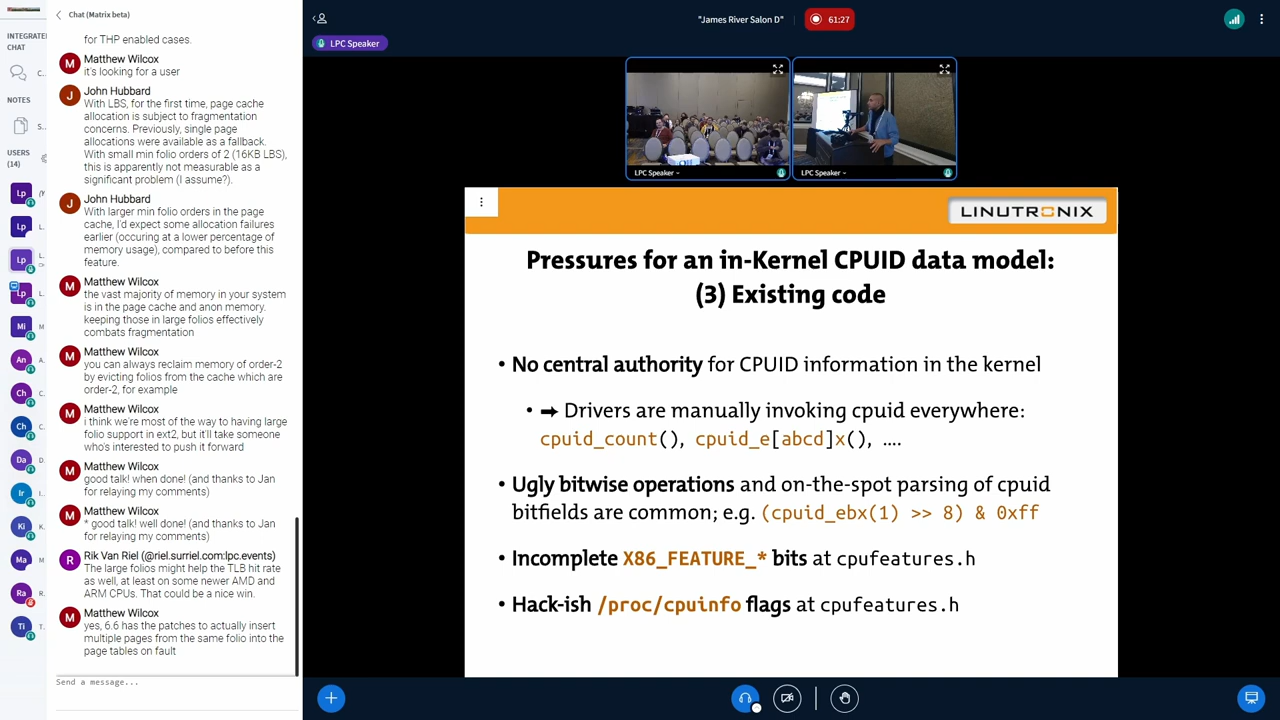 Chat (Matrix beta)
INTEGRATE
CHAT
C..
NOTES
S...
USERS
(14)
Lp
Lp
Lp
Lp
Mi
An
Ch
Ch
Da
Ir
Ki
Ma
Ra
Ti
for THP enabled cases.
M
Matthew Wilcox
it's looking for a user
J
John Hubbard
With LBS, for the first time, page cache
allocation is subject to fragmentation
concerns. Previously, single page
allocations were available as a fallback.
With small min folio orders of 2 (16KB LBS),
this is apparently not measurable as a
significant problem (I assume?).
J
John Hubbard
With larger min folio orders in the page
cache, I'd expect some allocation failures
earlier (occuring at a lower percentage of
memory usage), compared to before this
feature.
M
Matthew Wilcox
the vast majority of memory in your system
is in the page cache and anon memory.
keeping those in large folios effectively
combats fragmentation
M
Matthew Wilcox
you can always reclaim memory of order-2
by evicting folios from the cache which are
order-2, for example
M
Matthew Wilcox
i think we're most of the way to having large
folio support in ext2, but it'll take someone
who's interested to push it forward
M
Matthew Wilcox
good talk! when done! (and thanks to Jan
for relaying my comments)
M
Matthew Wilcox
* good talk! well done! (and thanks to Jan
for relaying my comments)
R
Rik Van Riel (@riel.surriel.com:lpc.events)
The large folios might help the TLB hit rate
as well, at least on some newer AMD and
ARM CPUs. That could be a nice win.
M
Matthew Wilcox
yes, 6.6 has the patches to actually insert
multiple pages from the same folio into the
page tables on fault
Send a message...
"James River Salon D"
61:27
LPC Speaker
LPC Speaker
LPC Speaker
LINUTRONIX
Pressures for an in-Kernel CPUID data model:
(3) Existing code
• No central authority for CPUID information in the kernel
• ➡ Drivers are manually invoking cpuid everywhere:
cpuid_count(), cpuid_e[abcd]x(), ....
• Ugly bitwise operations and on-the-spot parsing of cpuid
bitfields are common; e.g. (cpuid_ebx(1) >> 8) & 0xff
• Incomplete X86_FEATURE_* bits at cpufeatures.h
• Hack-ish /proc/cpuinfo flags at cpufeatures.h